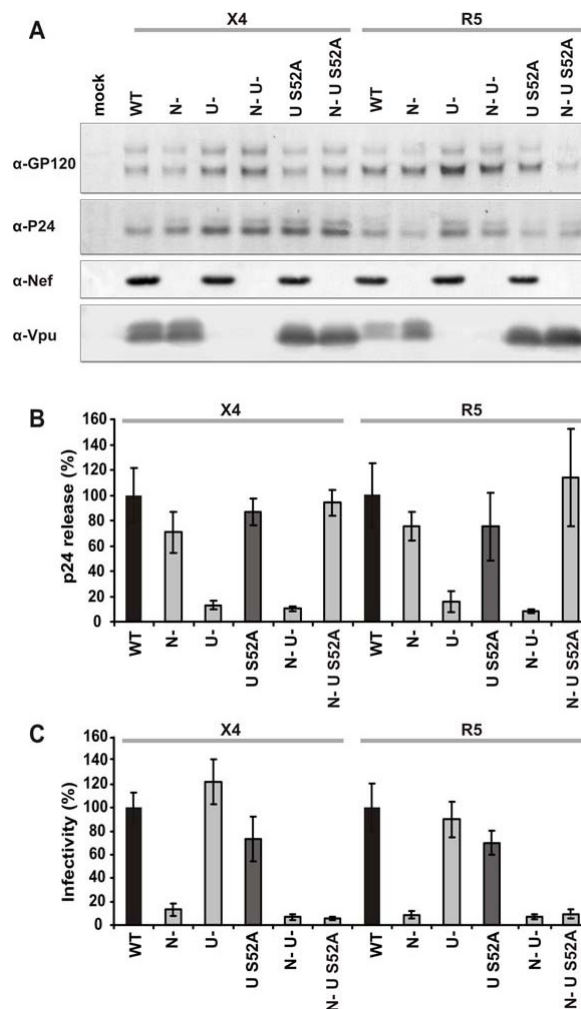 A
X4 R5
mock WT N- U- N- U- U S52A N- U S52A WT N- U- N- U- U S52A N- U S52A
α-GP120
α-P24
α-Nef
α-Vpu
B
X4 R5
p24 release (%)
160
140
120
100
80
60
40
20
0
WT N- U- U S52A N- U- N- U S52A WT N- U- U S52A N- U- N- U S52A
C
X4 R5
Infectivity (%)
160
140
120
100
80
60
40
20
0
WT N- U- U S52A N- U- N- U S52A WT N- U- U S52A N- U- N- U S52A